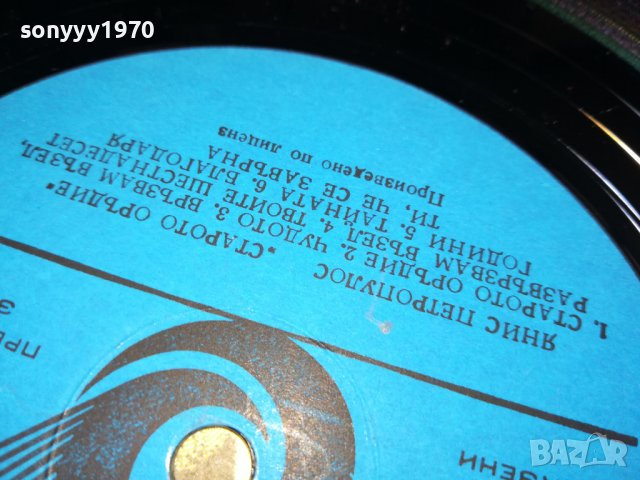 sonyyy1970
ЯНИС ПЕТРОПУЛОС „СТАРОТО ОРЪДИЕ"
1. СТАРОТО ОРЪДИЕ 2. ЧУДОТО 3. ВРЪЗВАМ ВЪЗЕЛ,
РАЗВЪРЗВАМ ВЪЗЕЛ 4. ТВОИТЕ ШЕСТНАДЕСЕТ
ГОДИНИ 5. ТАЙНАТА 6. БЛАГОДАРЯ
ТИ, ЧЕ СЕ ЗАВЪРНА
Произведено по лиценз
BAZAR